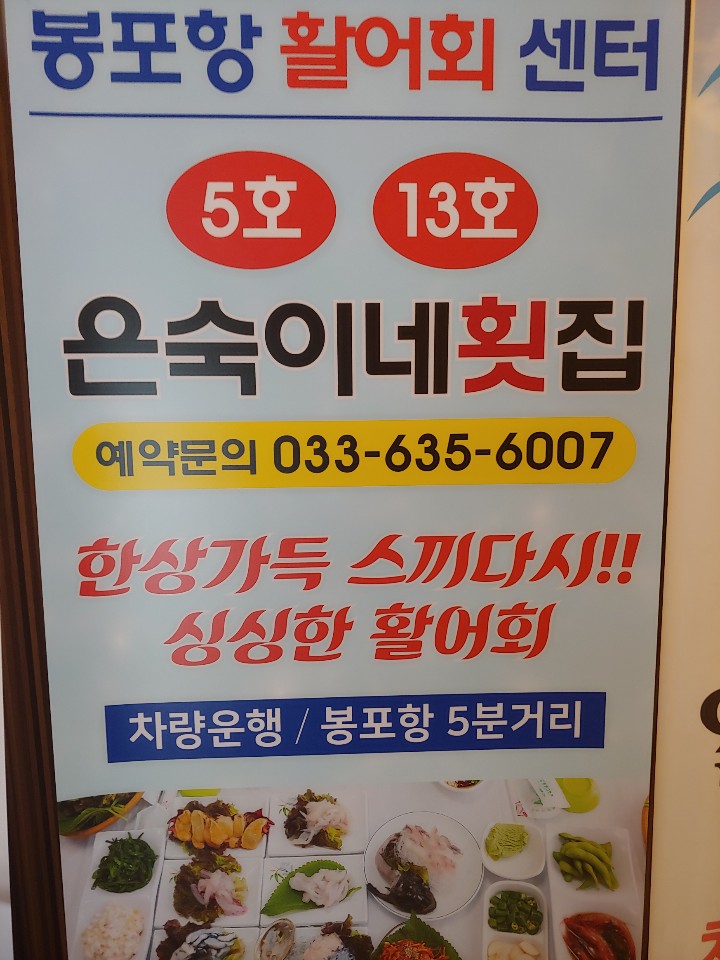 봉포항 활어회 센터
5호 13호
은숙이네횟집
예약문의 033-635-6007
한상가득 스끼다시!!
싱싱한 활어회
차량운행 / 봉포항 5분거리